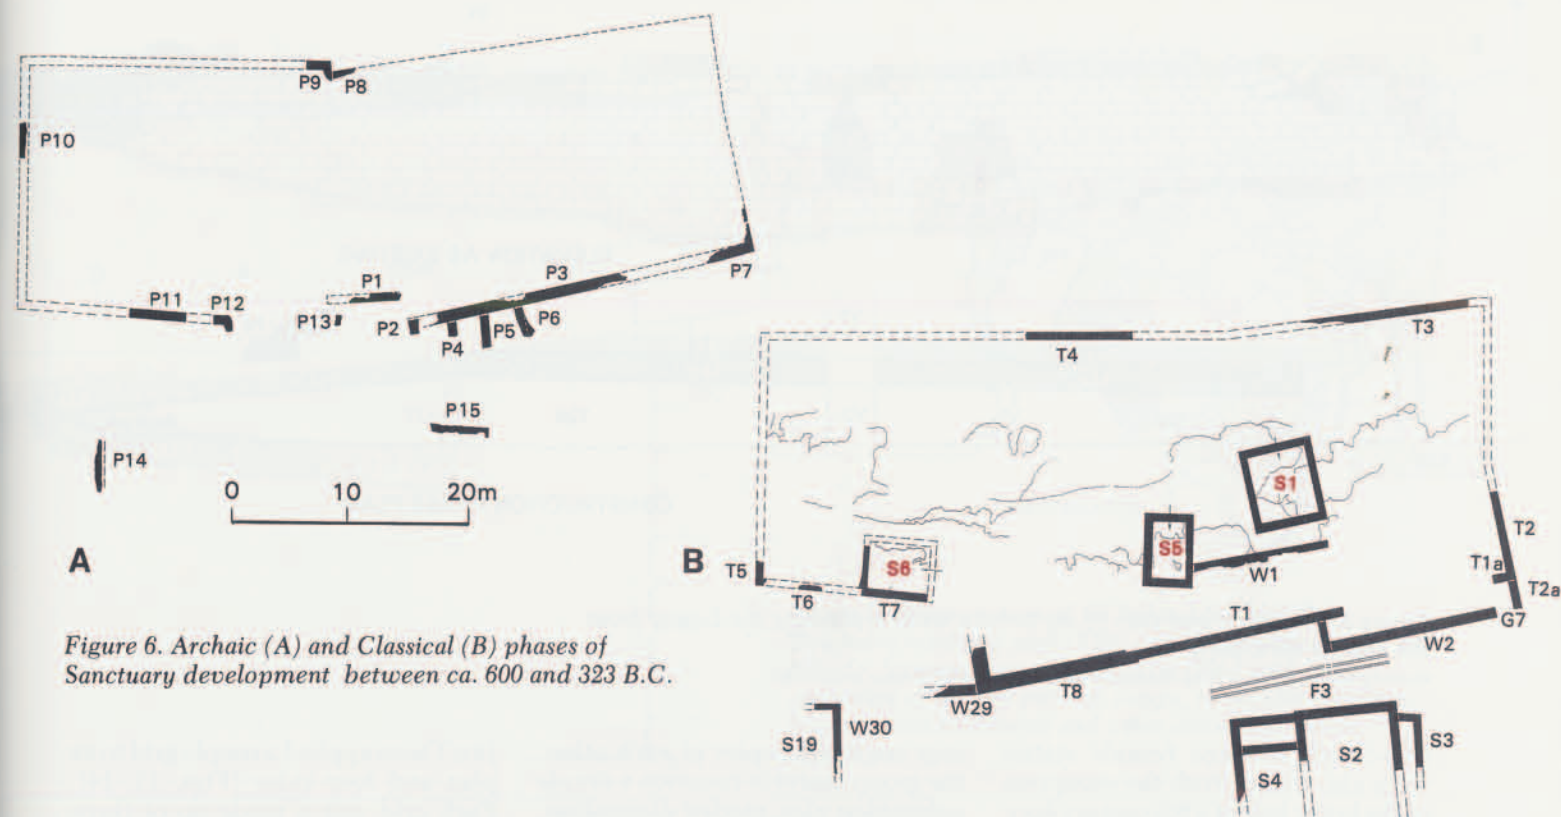 P9 P8
P10
P3
P7
P1
P11 P12
P13 P2
P4 P5 P6
P15
P14
0 10 20m
A
Figure 6. Archaic (A) and Classical (B) phases of
Sanctuary development between ca. 600 and 323 B.C.
T3
T4
S1
T2
S5
T1a
B
T5
S6
W1
T2a
T6 T7
T1
G7
W2
T8
F3
W29
W30
S19
S2
S3
S4